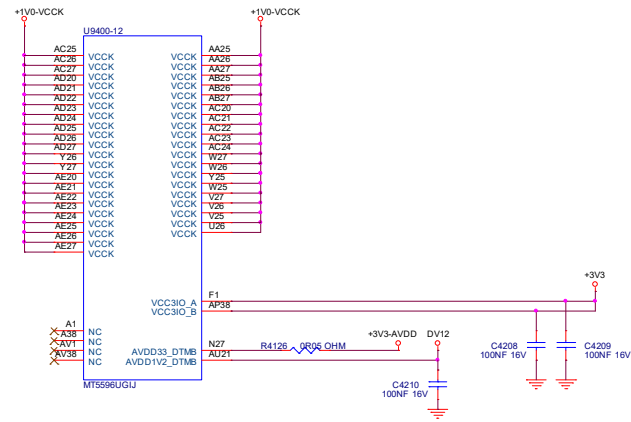 +1V0-VCCK +1V0-VCCK
U9400-12
AC25 VCCK VCCK AA25
AC26 VCCK VCCK AA26
AC27 VCCK VCCK AA27
AD20 VCCK VCCK AB25
AD21 VCCK VCCK AB26
AD22 VCCK VCCK AB27
AD23 VCCK VCCK AC20
AD24 VCCK VCCK AC21
AD25 VCCK VCCK AC22
AD26 VCCK VCCK AC23
AD27 VCCK VCCK AC24
Y26 VCCK VCCK W27
Y27 VCCK VCCK W26
AE20 VCCK VCCK Y25
AE21 VCCK VCCK W25
AE22 VCCK VCCK V27
AE23 VCCK VCCK V26
AE24 VCCK VCCK V25
AE25 VCCK VCCK U26
AE26 VCCK
AE27 VCCK
+3V3
VCC3IO_A F1
VCC3IO_B AP38
A1 NC
A38 NC
AV1 NC
AV38 NC
+3V3-AVDD DV12
AVDD33_DTMB N27 R4126 0R05 OHM
AVDD1V2_DTMB AU21
C4208 C4209
100NF 16V 100NF 16V
MT5596UGIJ
C4210
100NF 16V